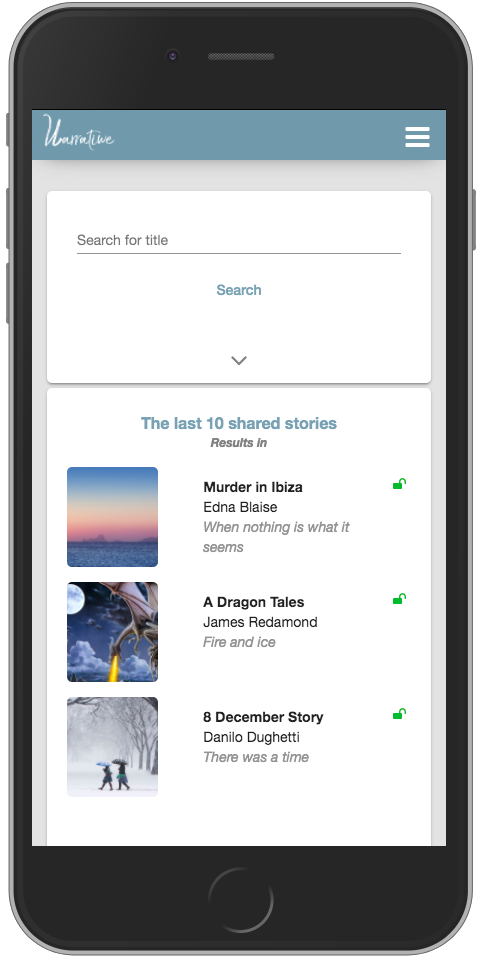 Narratiwe
Search for title
Search
The last 10 shared stories
Results in
Murder in Ibiza
Edna Blaise
When nothing is what it
seems
A Dragon Tales
James Redamond
Fire and ice
8 December Story
Danilo Dughetti
There was a time